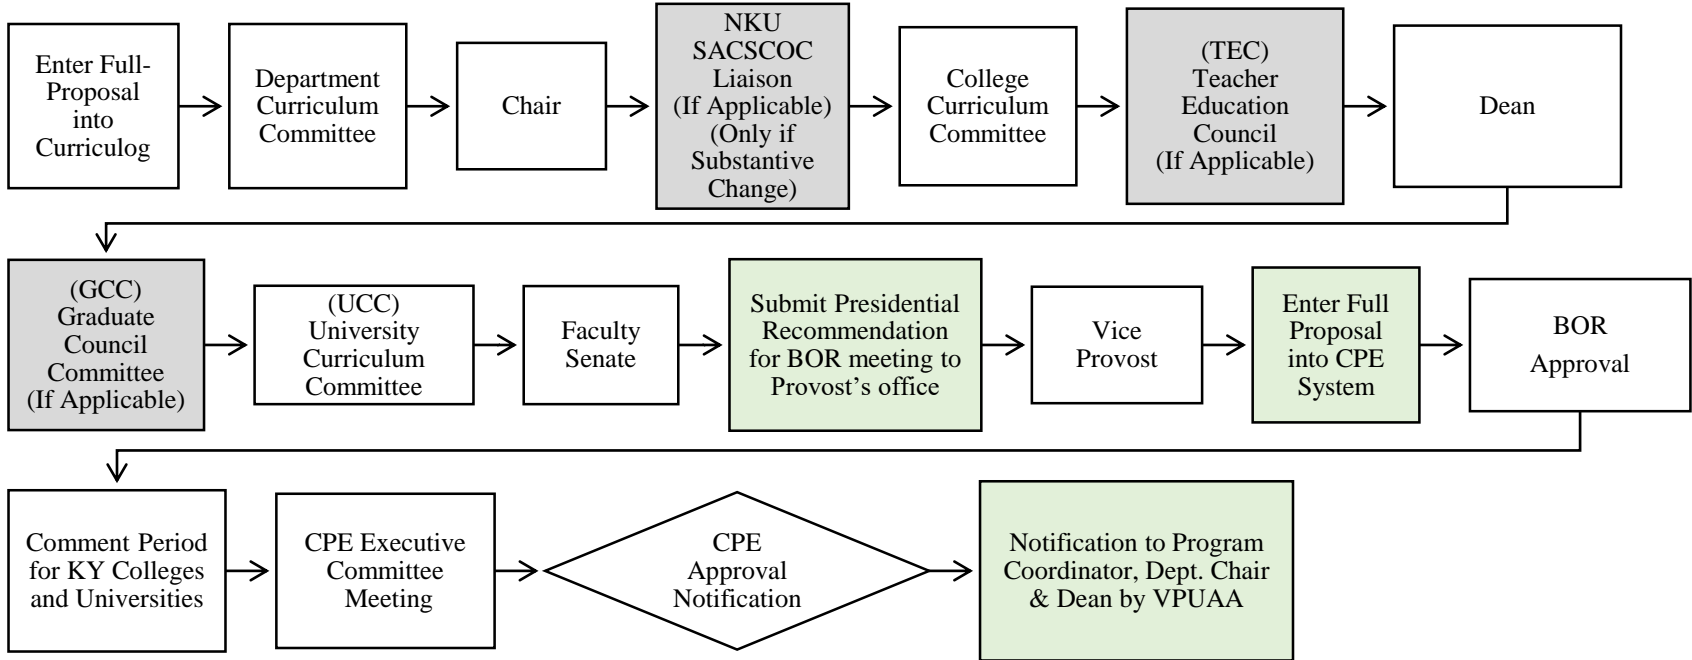 Enter Full-
Proposal
into
Curriculog
Department
Curriculum
Committee
Chair
NKU
SACSCOC
Liaison
(If Applicable)
(Only if
Substantive
Change)
College
Curriculum
Committee
(TEC)
Teacher
Education
Council
(If Applicable)
Dean
(GCC)
Graduate
Council
Committee
(If Applicable)
(UCC)
University
Curriculum
Committee
Faculty
Senate
Submit Presidential
Recommendation
for BOR meeting to
Provost’s office
Vice
Provost
Enter Full
Proposal
into CPE
System
BOR
Approval
Comment Period
for KY Colleges
and Universities
CPE Executive
Committee
Meeting
CPE
Approval
Notification
Notification to Program
Coordinator, Dept. Chair
& Dean by VPUAA